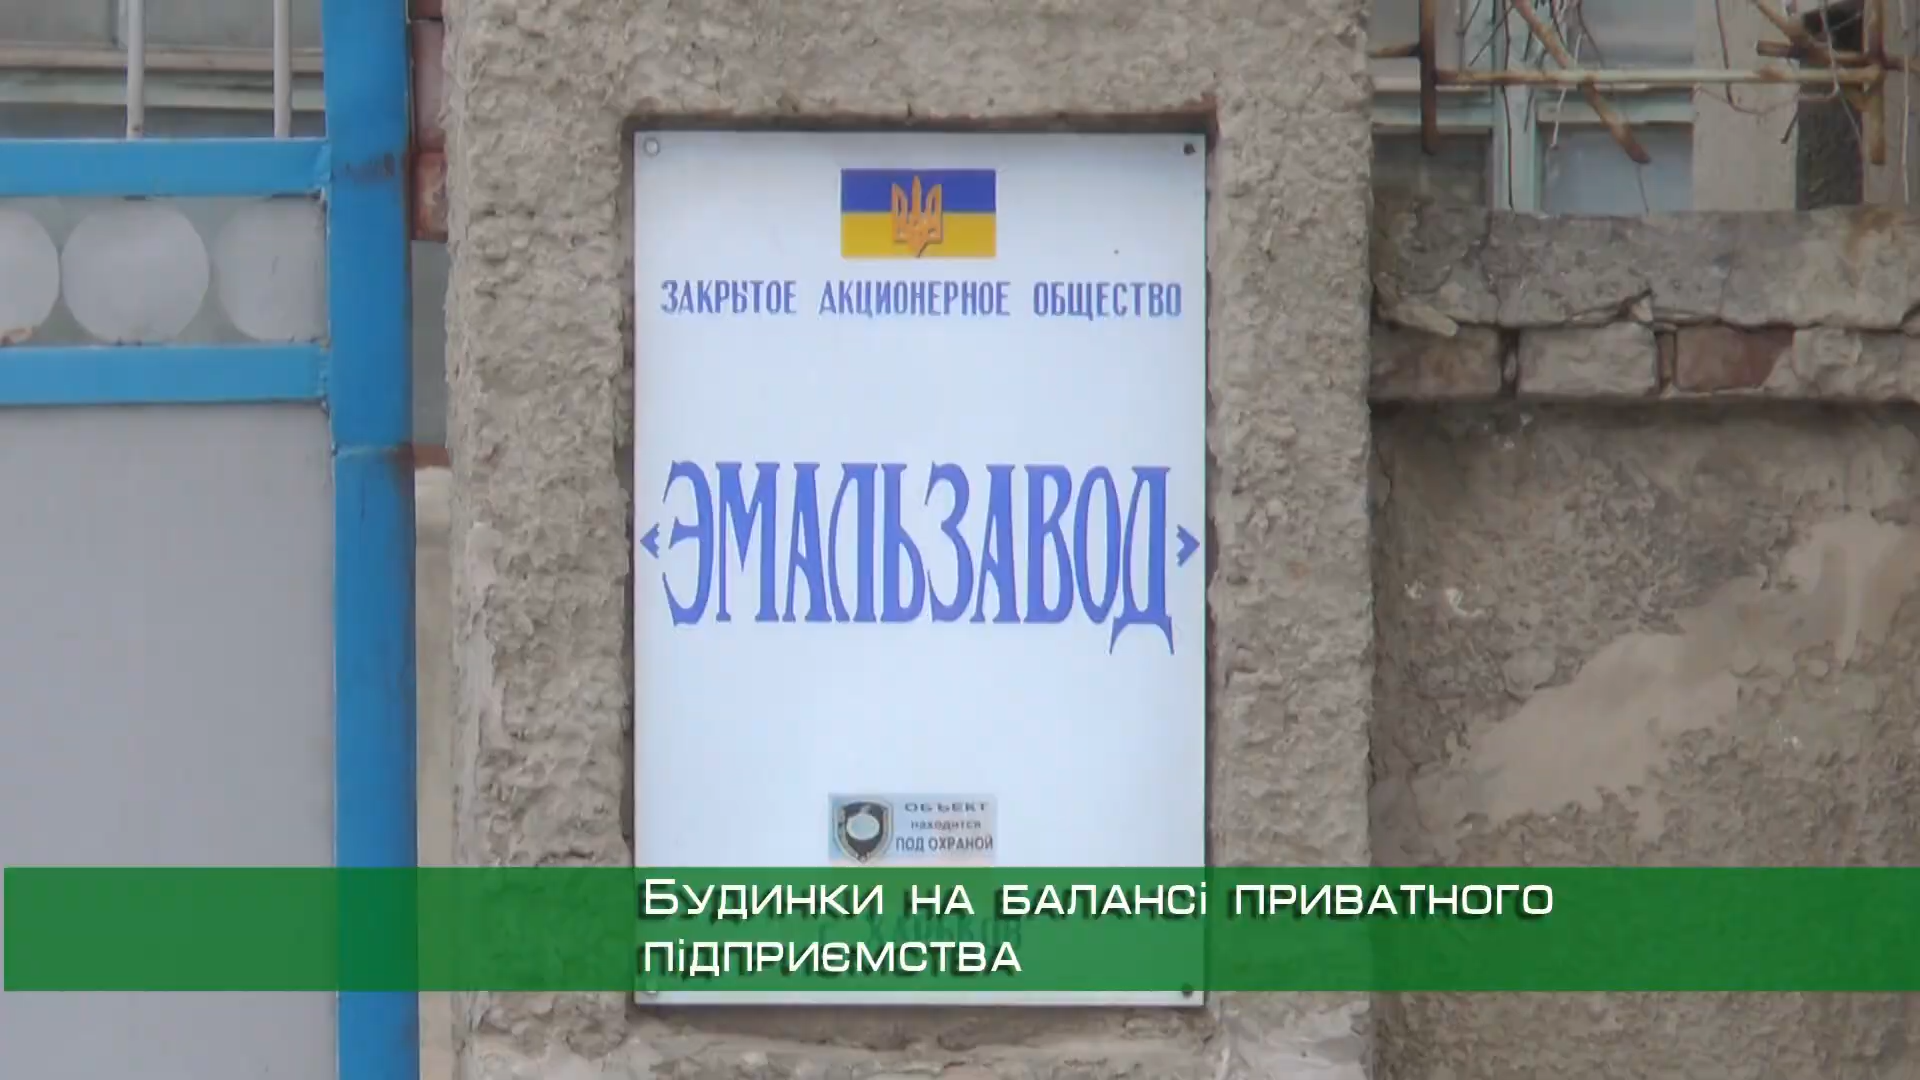 ЗАКРЫТОЕ АКЦИОНЕРНОЕ ОБЩЕСТВО
«ЭМАЛЬЗАВОД»
ОБЪЕКТ
находится
ПОД ОХРАНОЙ
Будинки на балансі приватного
підприємства